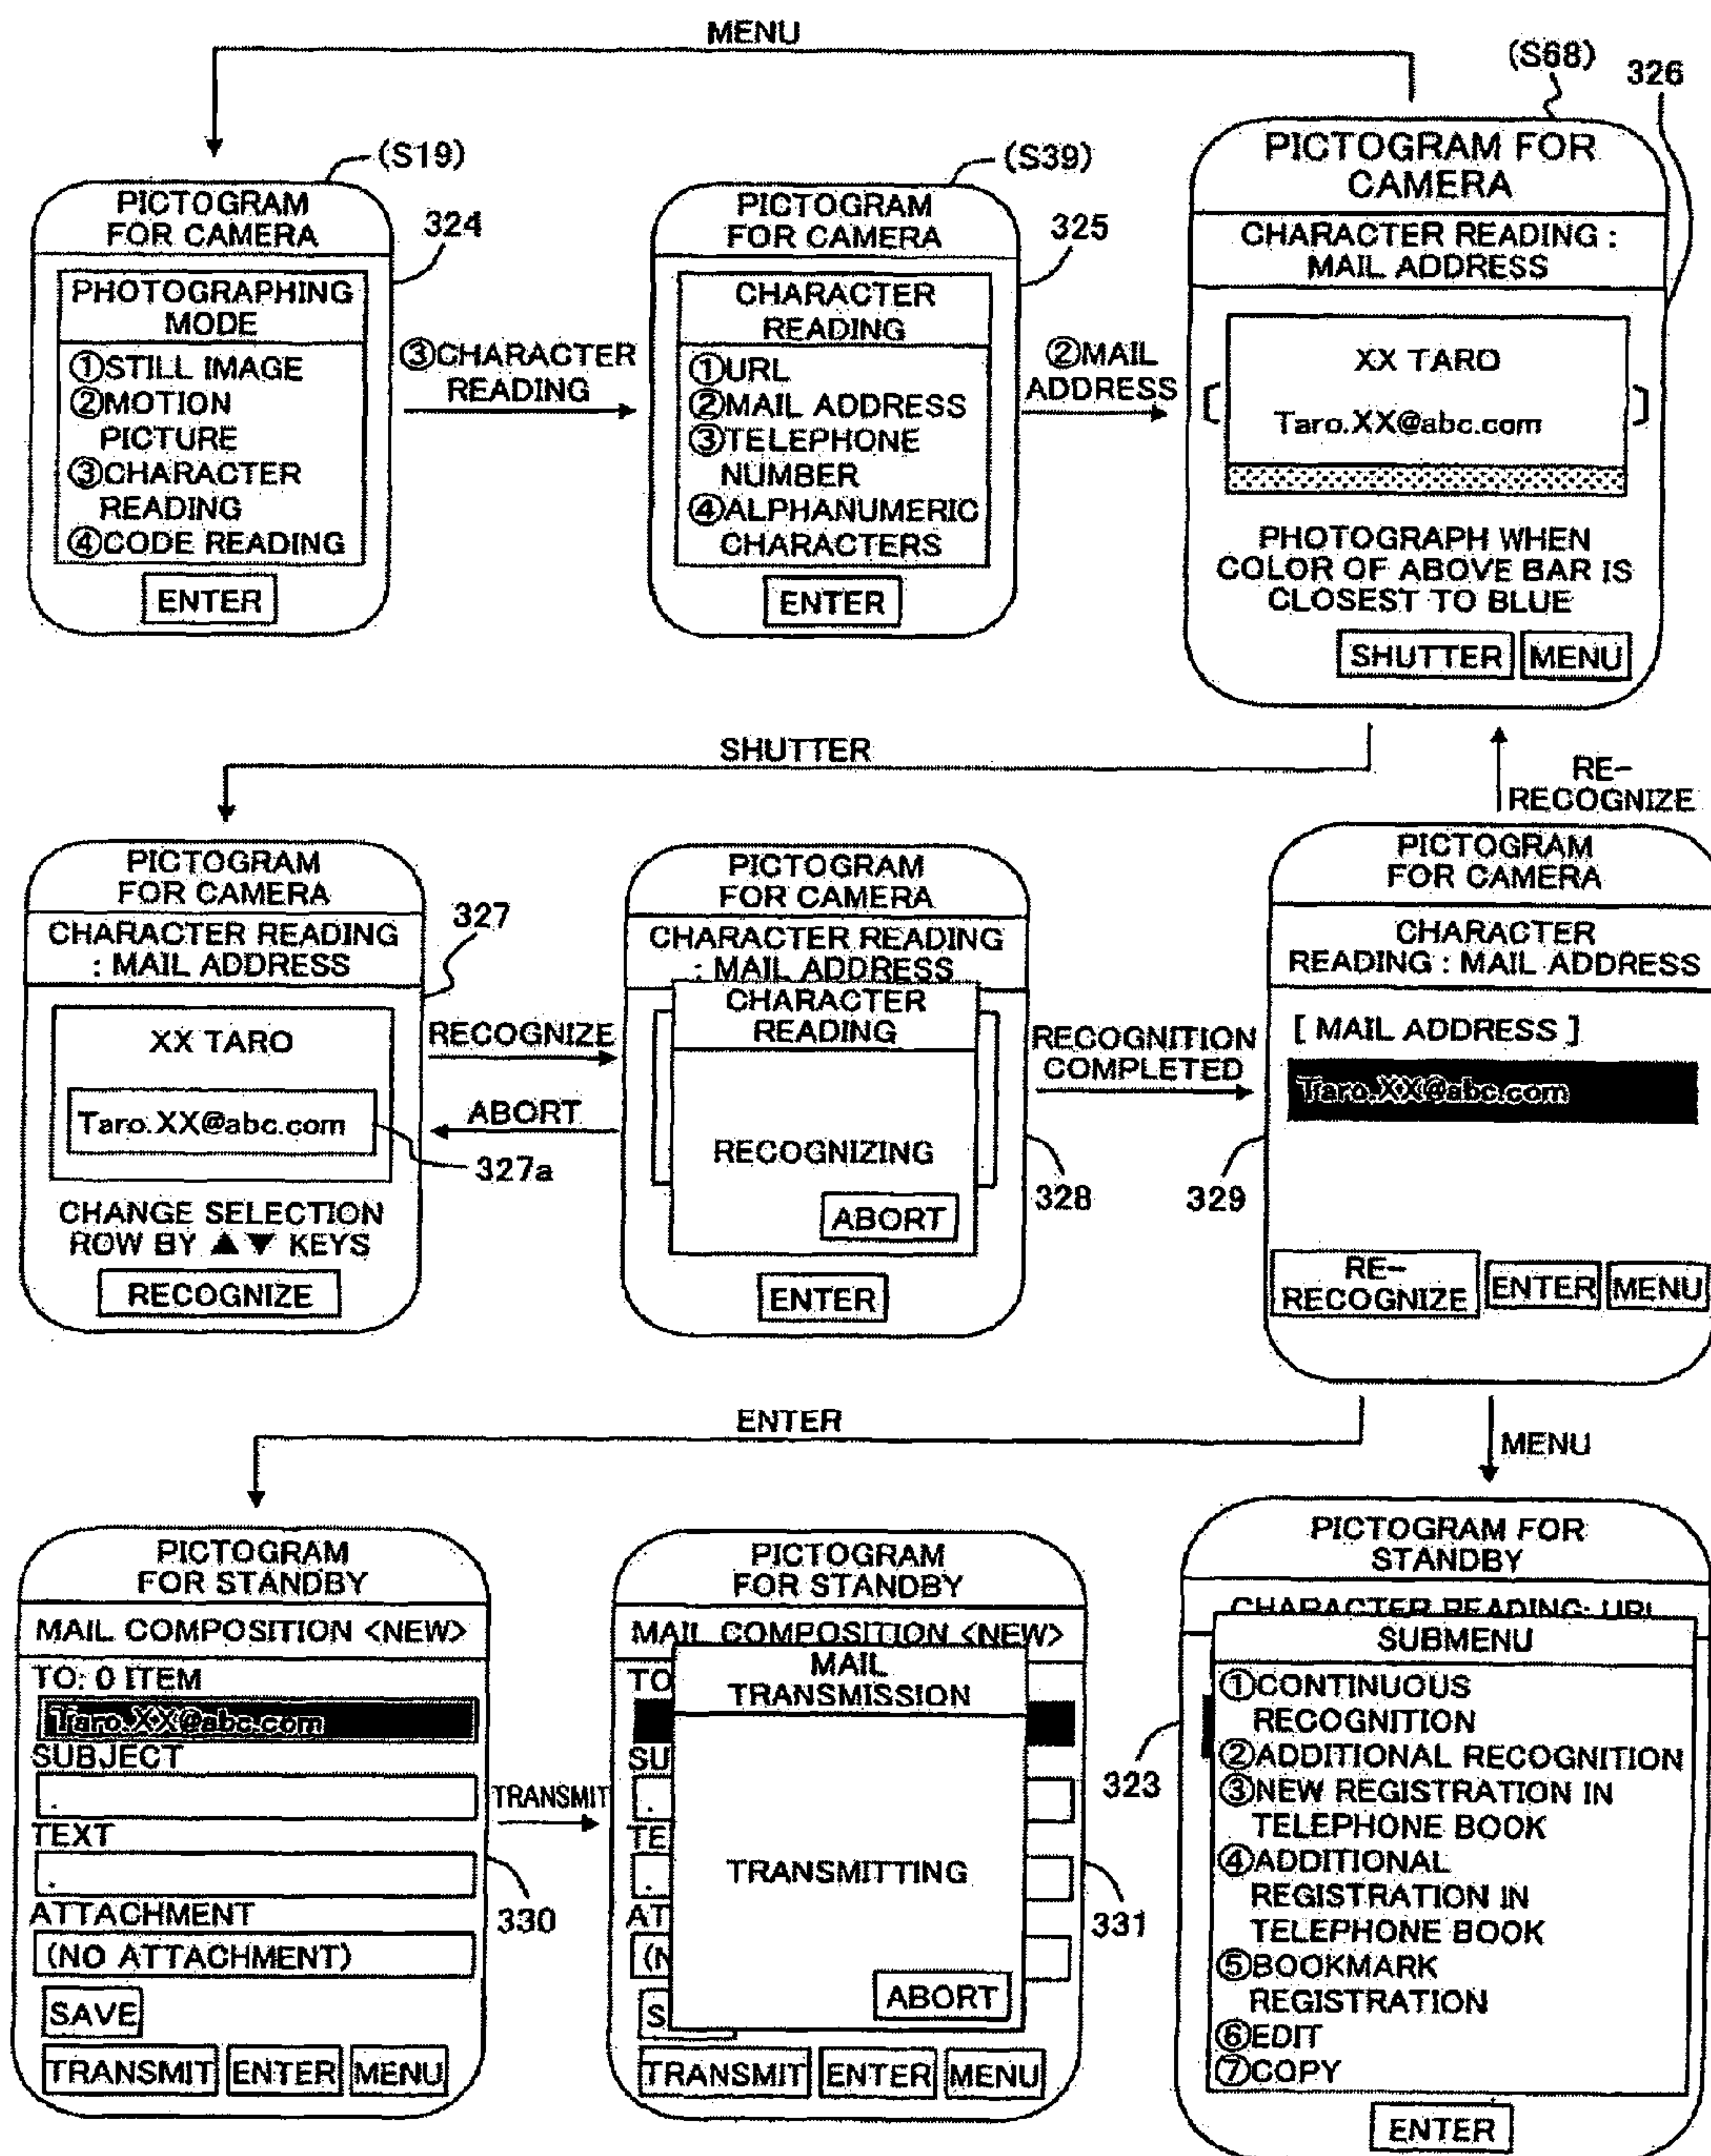 MENU
(S19)
PICTOGRAM
FOR CAMERA
324
PHOTOGRAPHING
MODE
①STILL IMAGE
②MOTION
PICTURE
③CHARACTER
READING
④CODE READING
ENTER
③CHARACTER
READING
(S39)
PICTOGRAM
FOR CAMERA
325
CHARACTER
READING
①URL
②MAIL ADDRESS
③TELEPHONE
NUMBER
④ALPHANUMERIC
CHARACTERS
ENTER
②MAIL
ADDRESS
(S68)
326
PICTOGRAM FOR
CAMERA
CHARACTER READING :
MAIL ADDRESS
XX TARO
Taro.XX@abc.com
PHOTOGRAPH WHEN
COLOR OF ABOVE BAR IS
CLOSEST TO BLUE
SHUTTER MENU
SHUTTER
RE-
RECOGNIZE
PICTOGRAM
FOR CAMERA
CHARACTER READING
: MAIL ADDRESS
327
XX TARO
Taro.XX@abc.com
327a
CHANGE SELECTION
ROW BY ▲▼ KEYS
RECOGNIZE
RECOGNIZE
ABORT
PICTOGRAM
FOR CAMERA
CHARACTER READING
: MAIL ADDRESS
CHARACTER
READING
RECOGNIZING
ABORT
ENTER
328
RECOGNITION
COMPLETED
PICTOGRAM
FOR CAMERA
CHARACTER
READING : MAIL ADDRESS
[ MAIL ADDRESS ]
Taro.XX@abc.com
329
RE-
RECOGNIZE ENTER MENU
ENTER
MENU
PICTOGRAM
FOR STANDBY
MAIL COMPOSITION <NEW>
TO: 0 ITEM
Taro.XX@abc.com
SUBJECT
TEXT
ATTACHMENT
(NO ATTACHMENT)
SAVE
TRANSMIT ENTER MENU
330
TRANSMIT
PICTOGRAM
FOR STANDBY
MAIL COMPOSITION <NEW>
TO
SU
TE
AT
(N
S
MAIL
TRANSMISSION
TRANSMITTING
ABORT
TRANSMIT ENTER MENU
331
PICTOGRAM FOR
STANDBY
CHARACTER READING: URL
323
SUBMENU
①CONTINUOUS
RECOGNITION
②ADDITIONAL RECOGNITION
③NEW REGISTRATION IN
TELEPHONE BOOK
④ADDITIONAL
REGISTRATION IN
TELEPHONE BOOK
⑤BOOKMARK
REGISTRATION
⑥EDIT
⑦COPY
ENTER